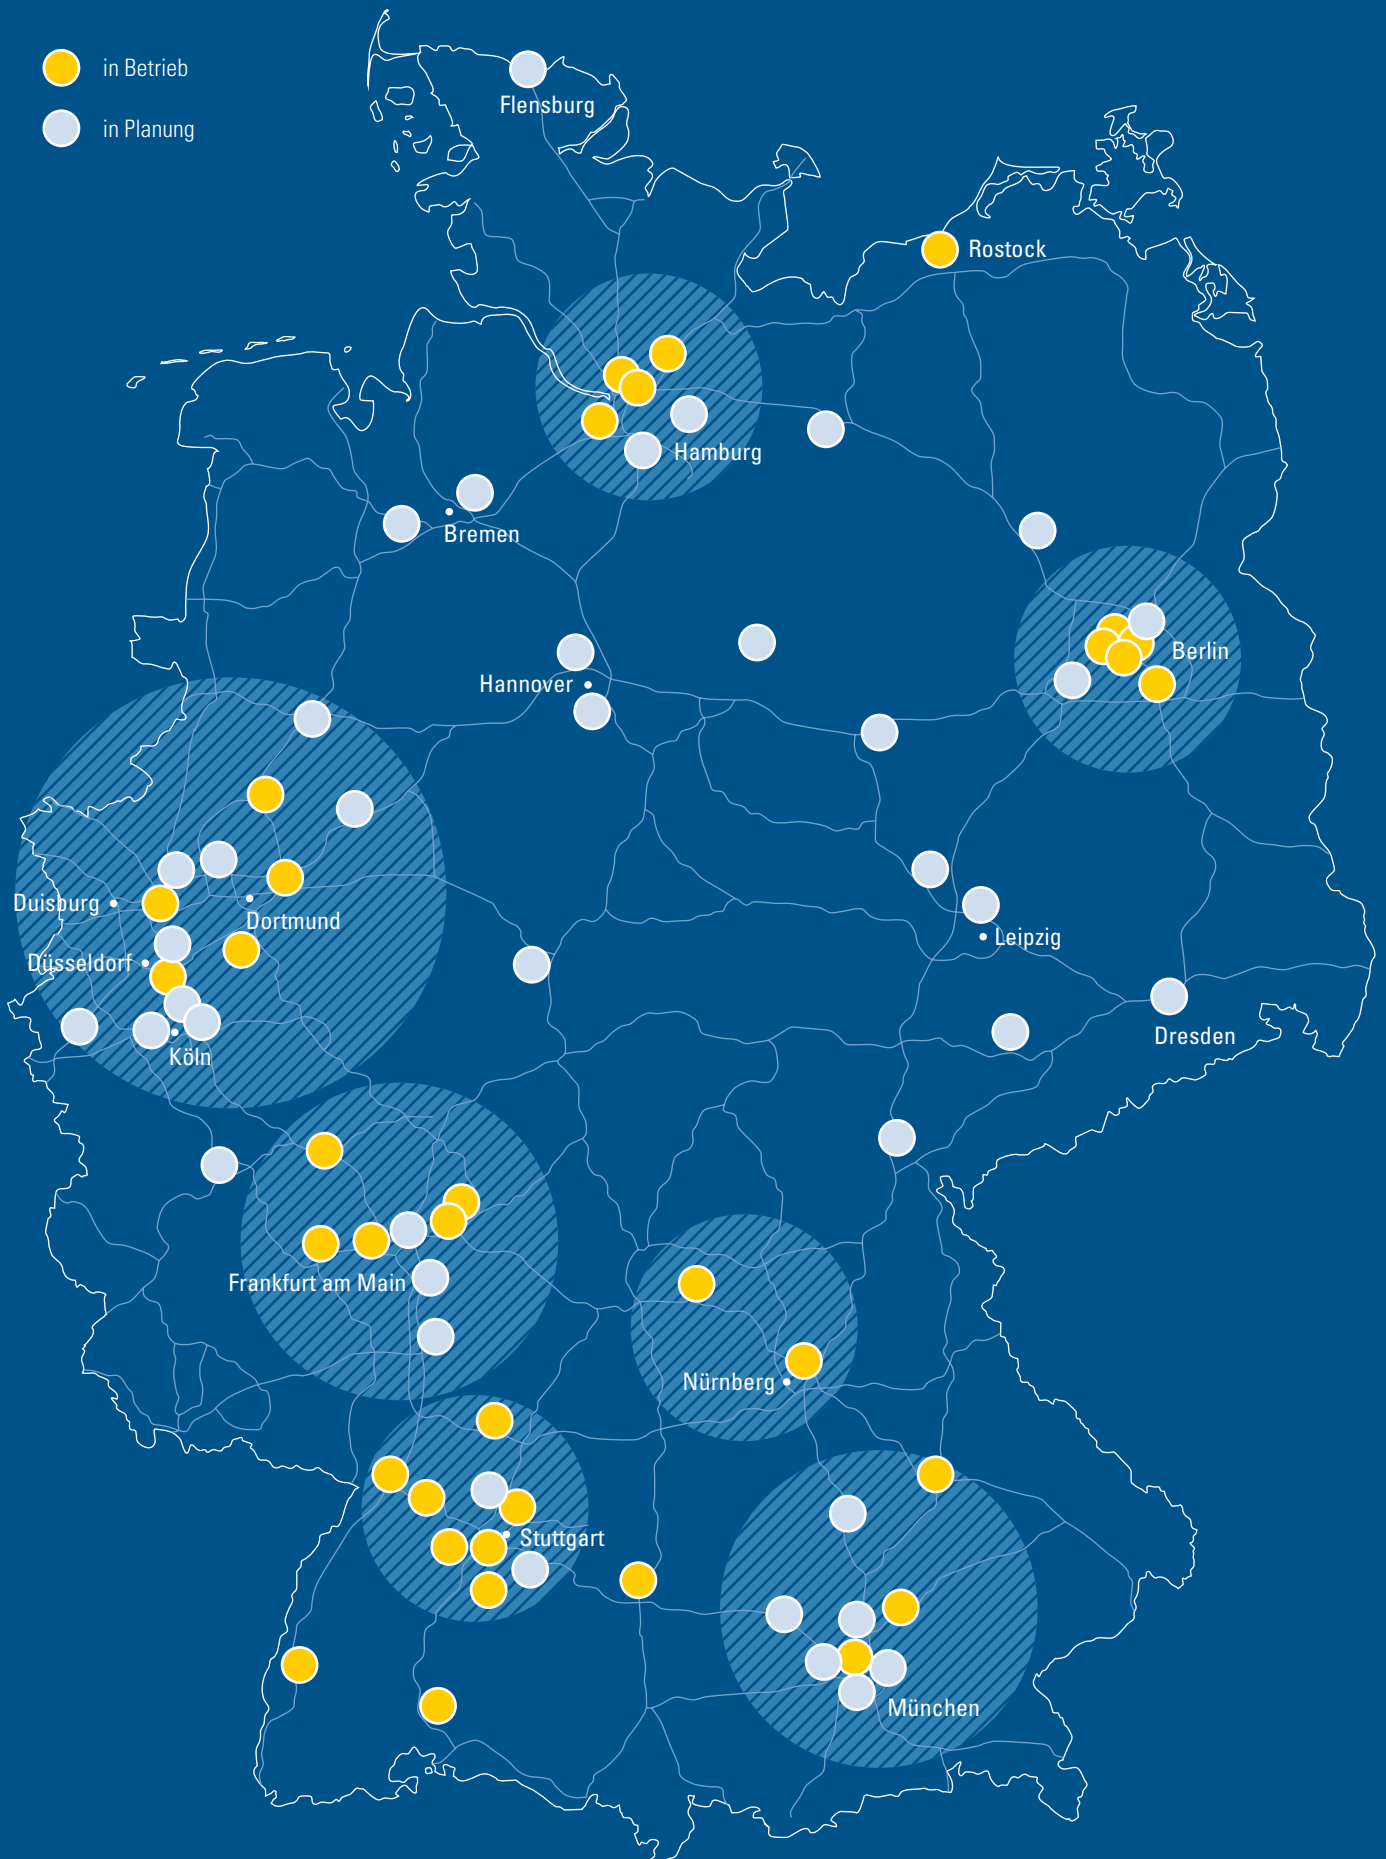 in Betrieb
in Planung
Flensburg
Rostock
Hamburg
Bremen
Berlin
Hannover
Duisburg
Dortmund
Leipzig
Düsseldorf
Dresden
Köln
Frankfurt am Main
Nürnberg
Stuttgart
München